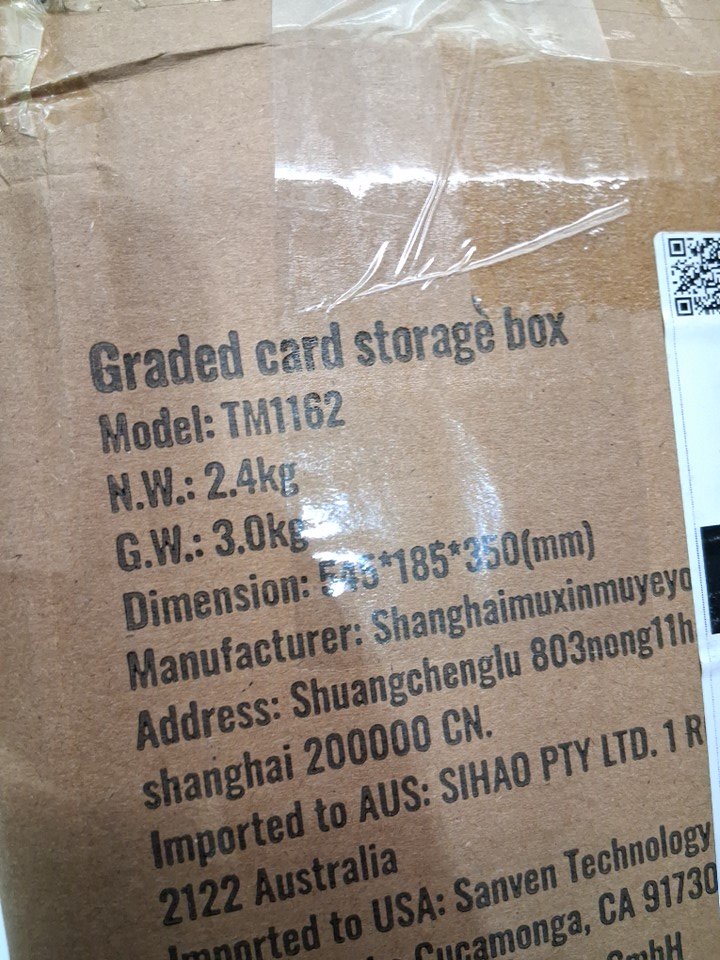 Graded card storage box
Model: TM1162
N.W.: 2.4kg
G.W.: 3.0kg
Dimension: 545*185*350(mm)
Manufacturer: Shanghaimuxinmuyeyo
Address: Shuangchenglu 803nong11h
shanghai 200000 CN.
Imported to AUS: SIHAO PTY LTD. 1 R
2122 Australia
Imported to USA: Sanven Technology
Cucamonga, CA 91730
GmbH